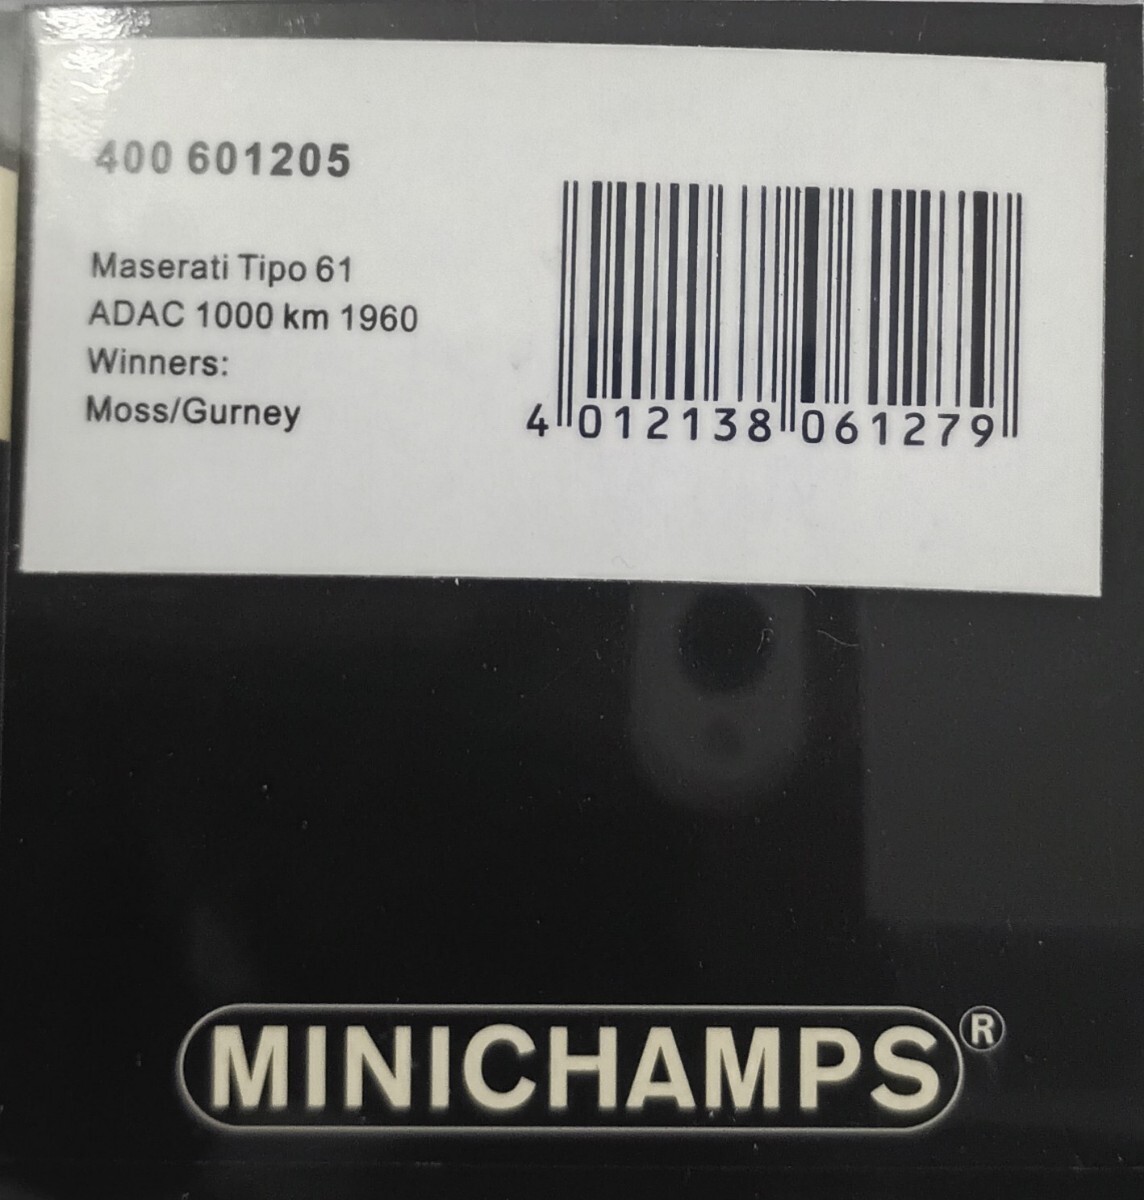 400 601205
Maserati Tipo 61
ADAC 1000 km 1960
Winners:
Moss/Gurney
4 012138 061279
MINICHAMPS®